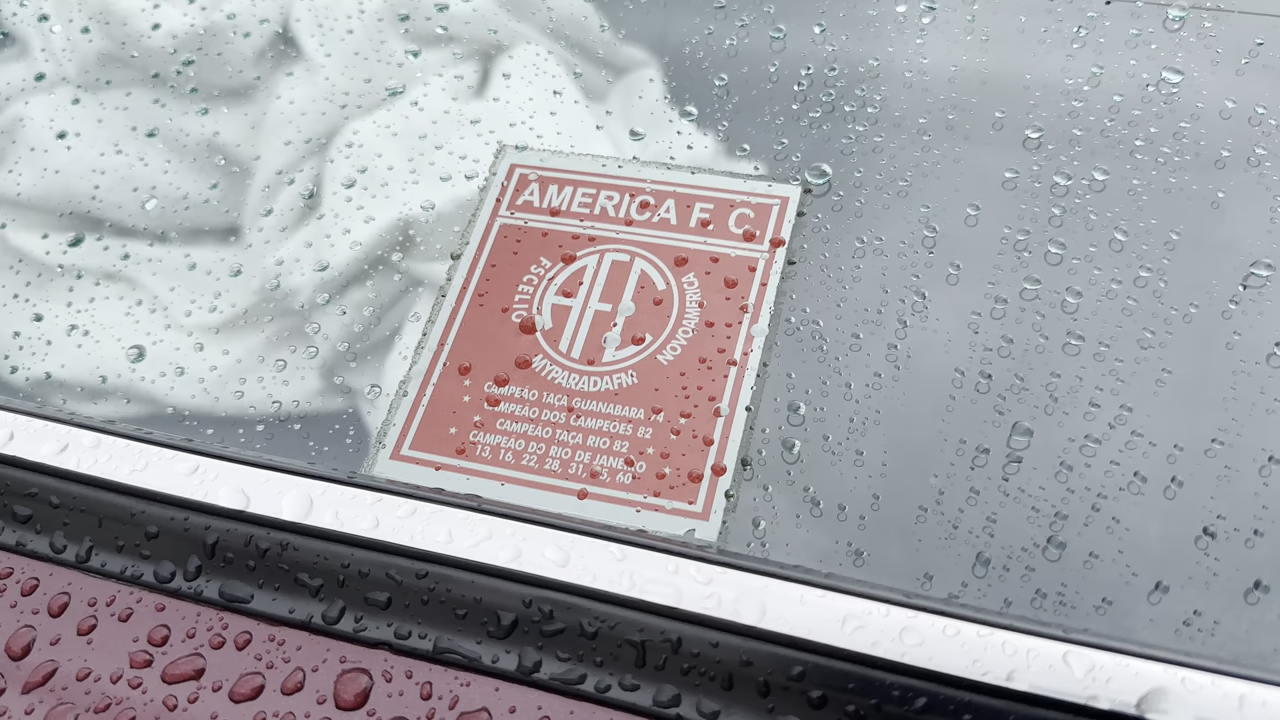 AMERICA F. C.
FSCELIO
AFC
NOVOAMERICA
MYPARADAFM
CAMPEÃO TAÇA GUANABARA 74
CAMPEÃO DOS CAMPEÕES 82
CAMPEÃO TAÇA RIO 82
CAMPEÃO DO RIO DE JANEIRO
13, 16, 22, 28, 31, 35, 60